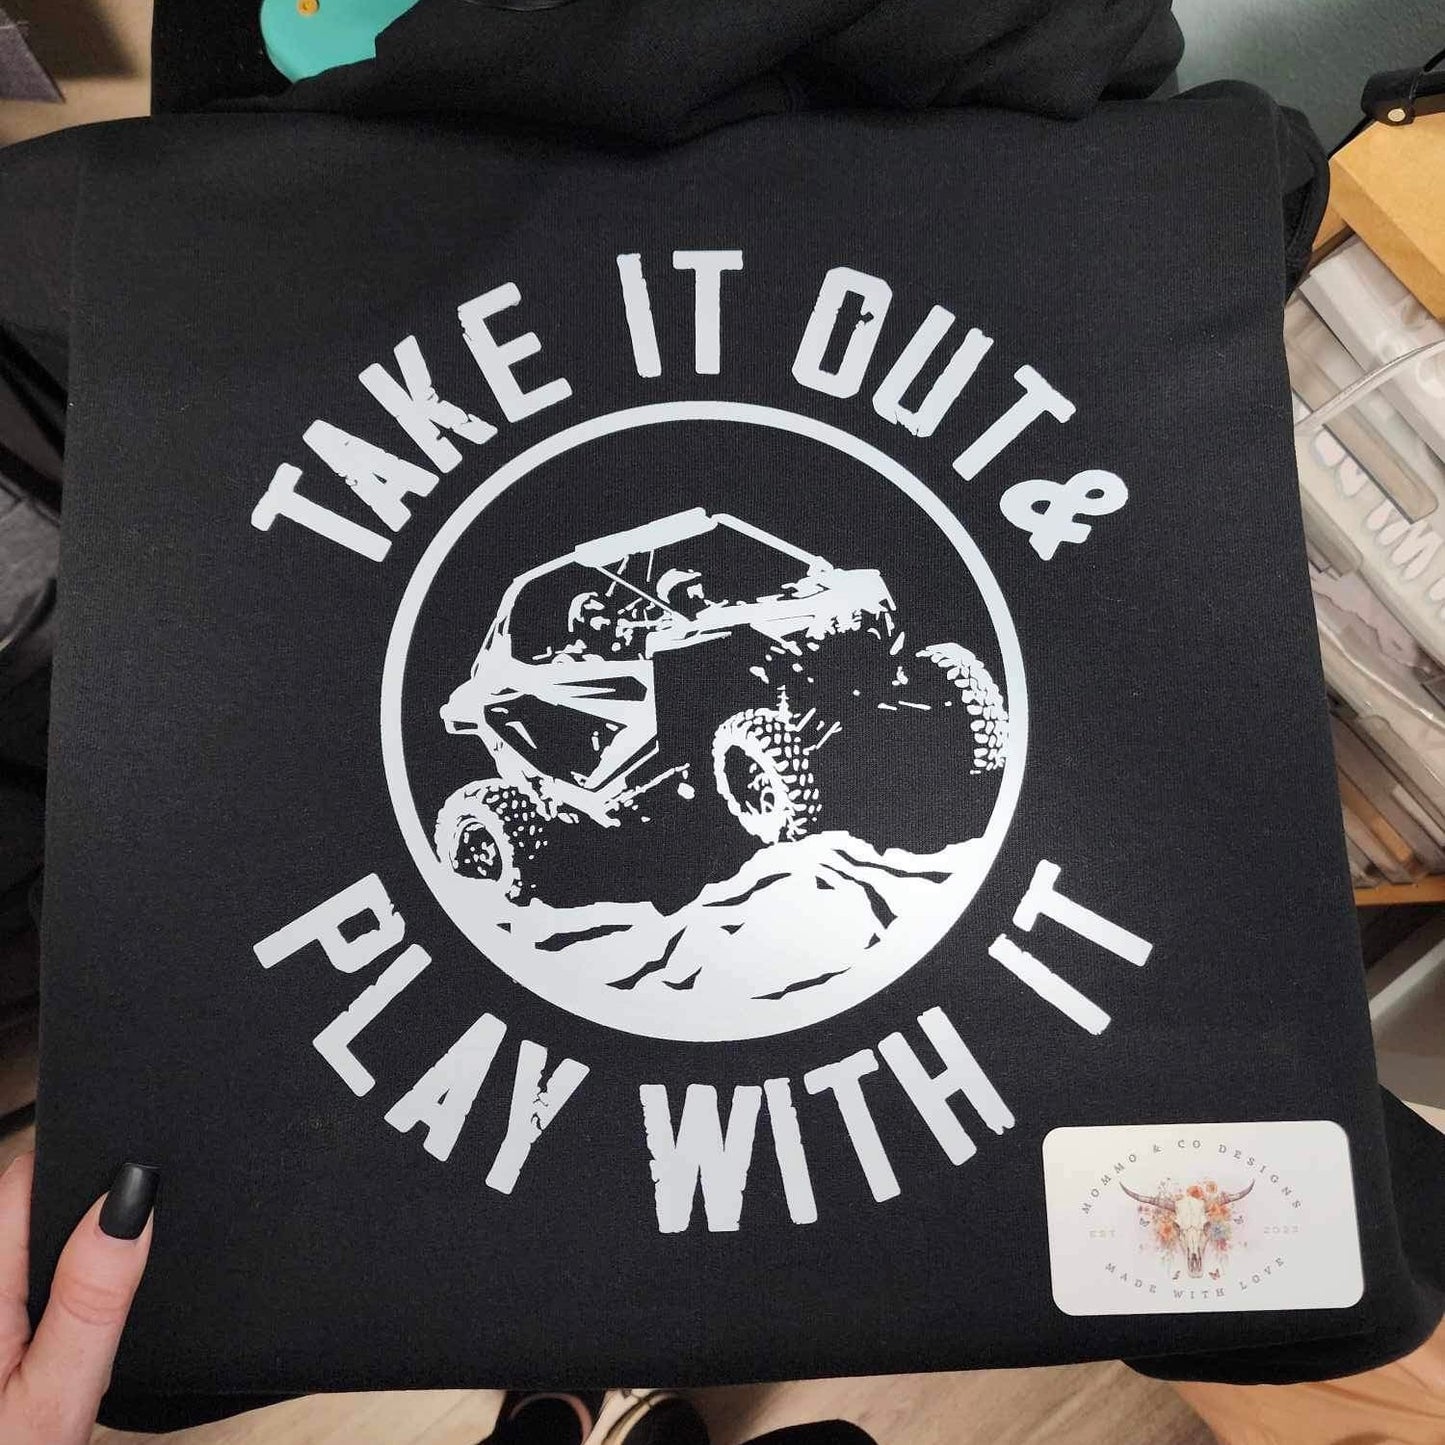 TAKE IT OUT &
PLAY WITH IT
MOMMO & CO DESIGNS
EST 2022
MADE WITH LOVE